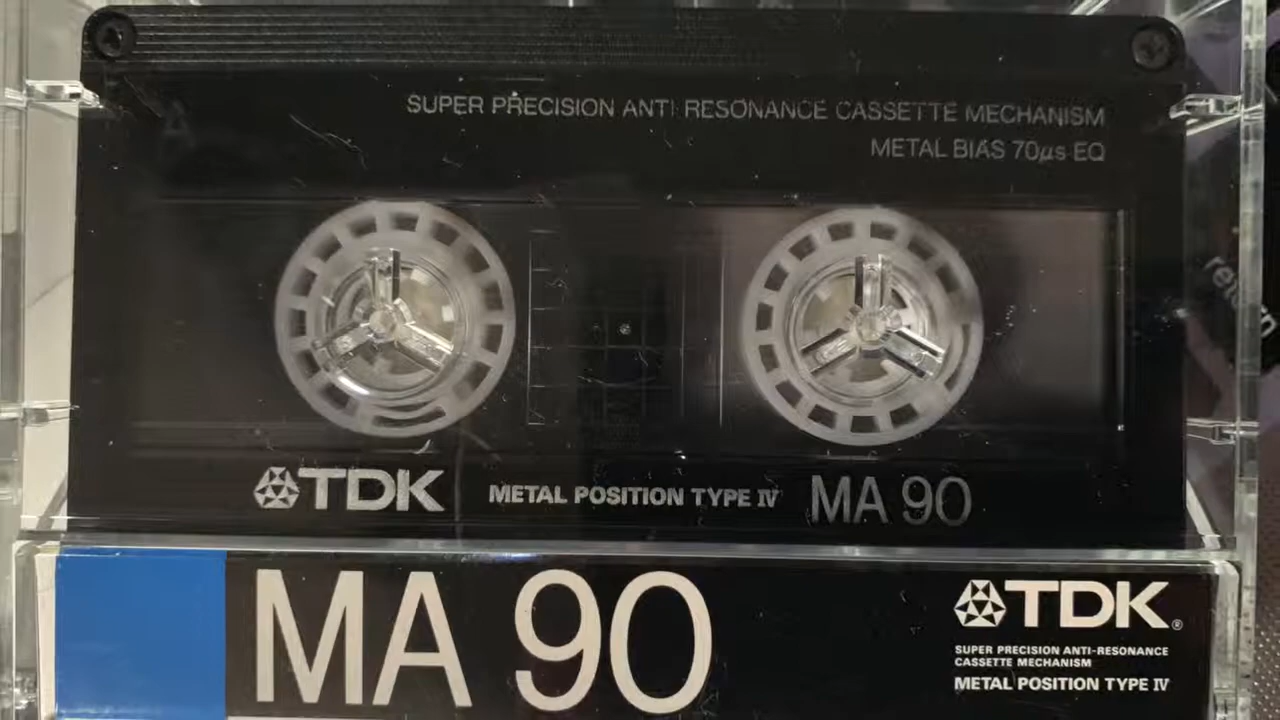 A
SUPER PRECISION ANTI RESONANCE CASSETTE MECHANISM
METAL BIAS 70µs EQ
TDK METAL POSITION TYPE IV MA 90
MA 90
TDK®
SUPER PRECISION ANTI-RESONANCE
CASSETTE MECHANISM
METAL POSITION TYPE IV